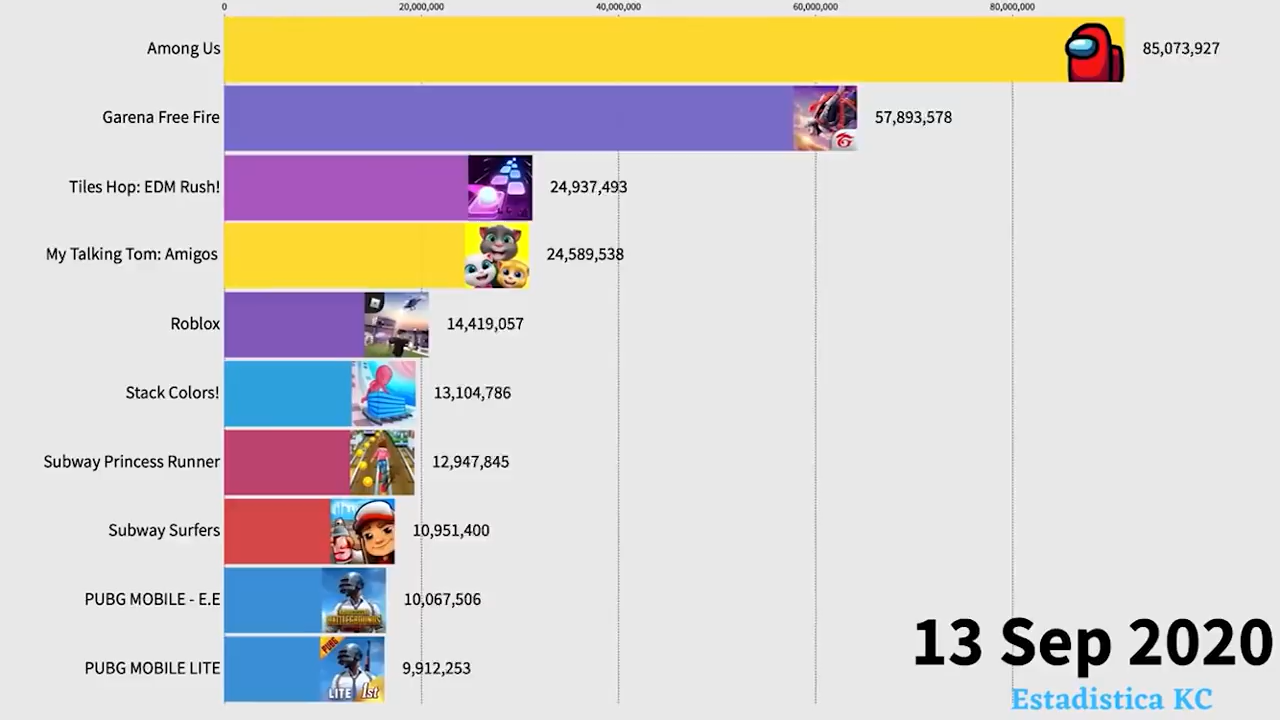 0 20,000,000 40,000,000 60,000,000 80,000,000
Among Us 85,073,927
Garena Free Fire 57,893,578
Tiles Hop: EDM Rush! 24,937,493
My Talking Tom: Amigos 24,589,538
Roblox 14,419,057
Stack Colors! 13,104,786
Subway Princess Runner 12,947,845
Subway Surfers 10,951,400
PUBG MOBILE - E.E 10,067,506
PUBG MOBILE LITE PUBG LITE 1st 9,912,253
13 Sep 2020
Estadistica KC